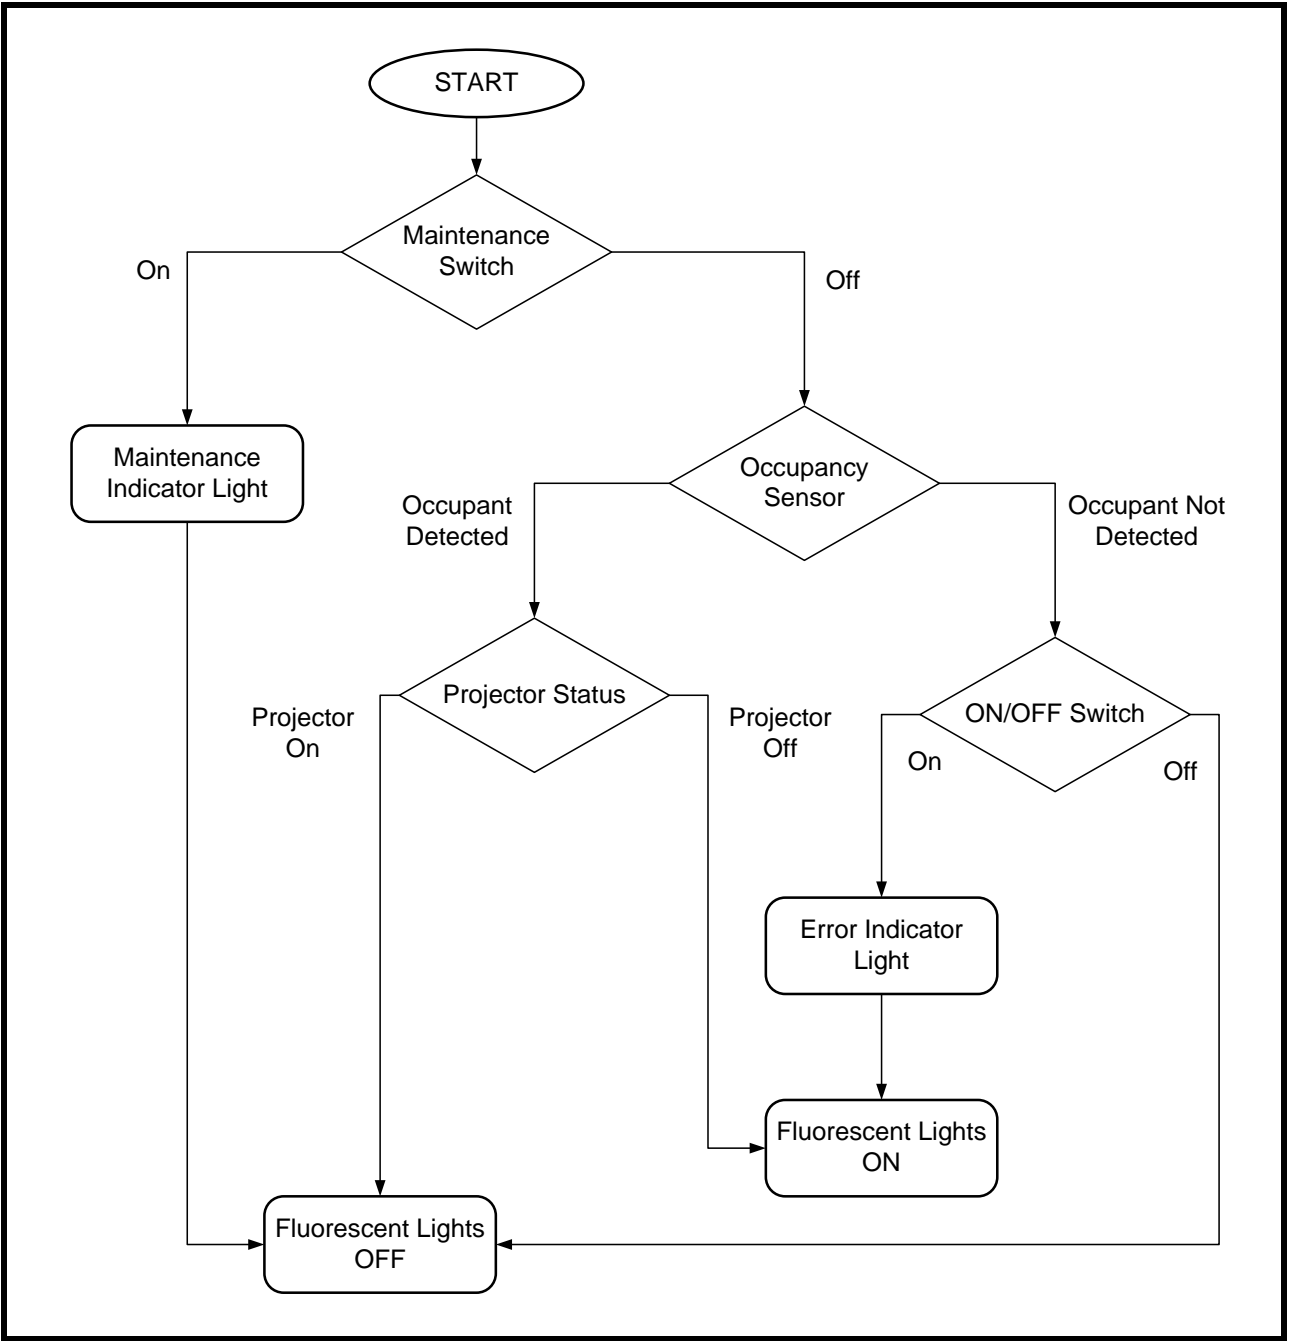 START
Maintenance
Switch
On
Off
Maintenance
Indicator Light
Occupancy
Sensor
Occupant
Detected
Occupant Not
Detected
Projector Status
Projector
On
Projector
Off
ON/OFF Switch
On
Off
Error Indicator
Light
Fluorescent Lights
ON
Fluorescent Lights
OFF